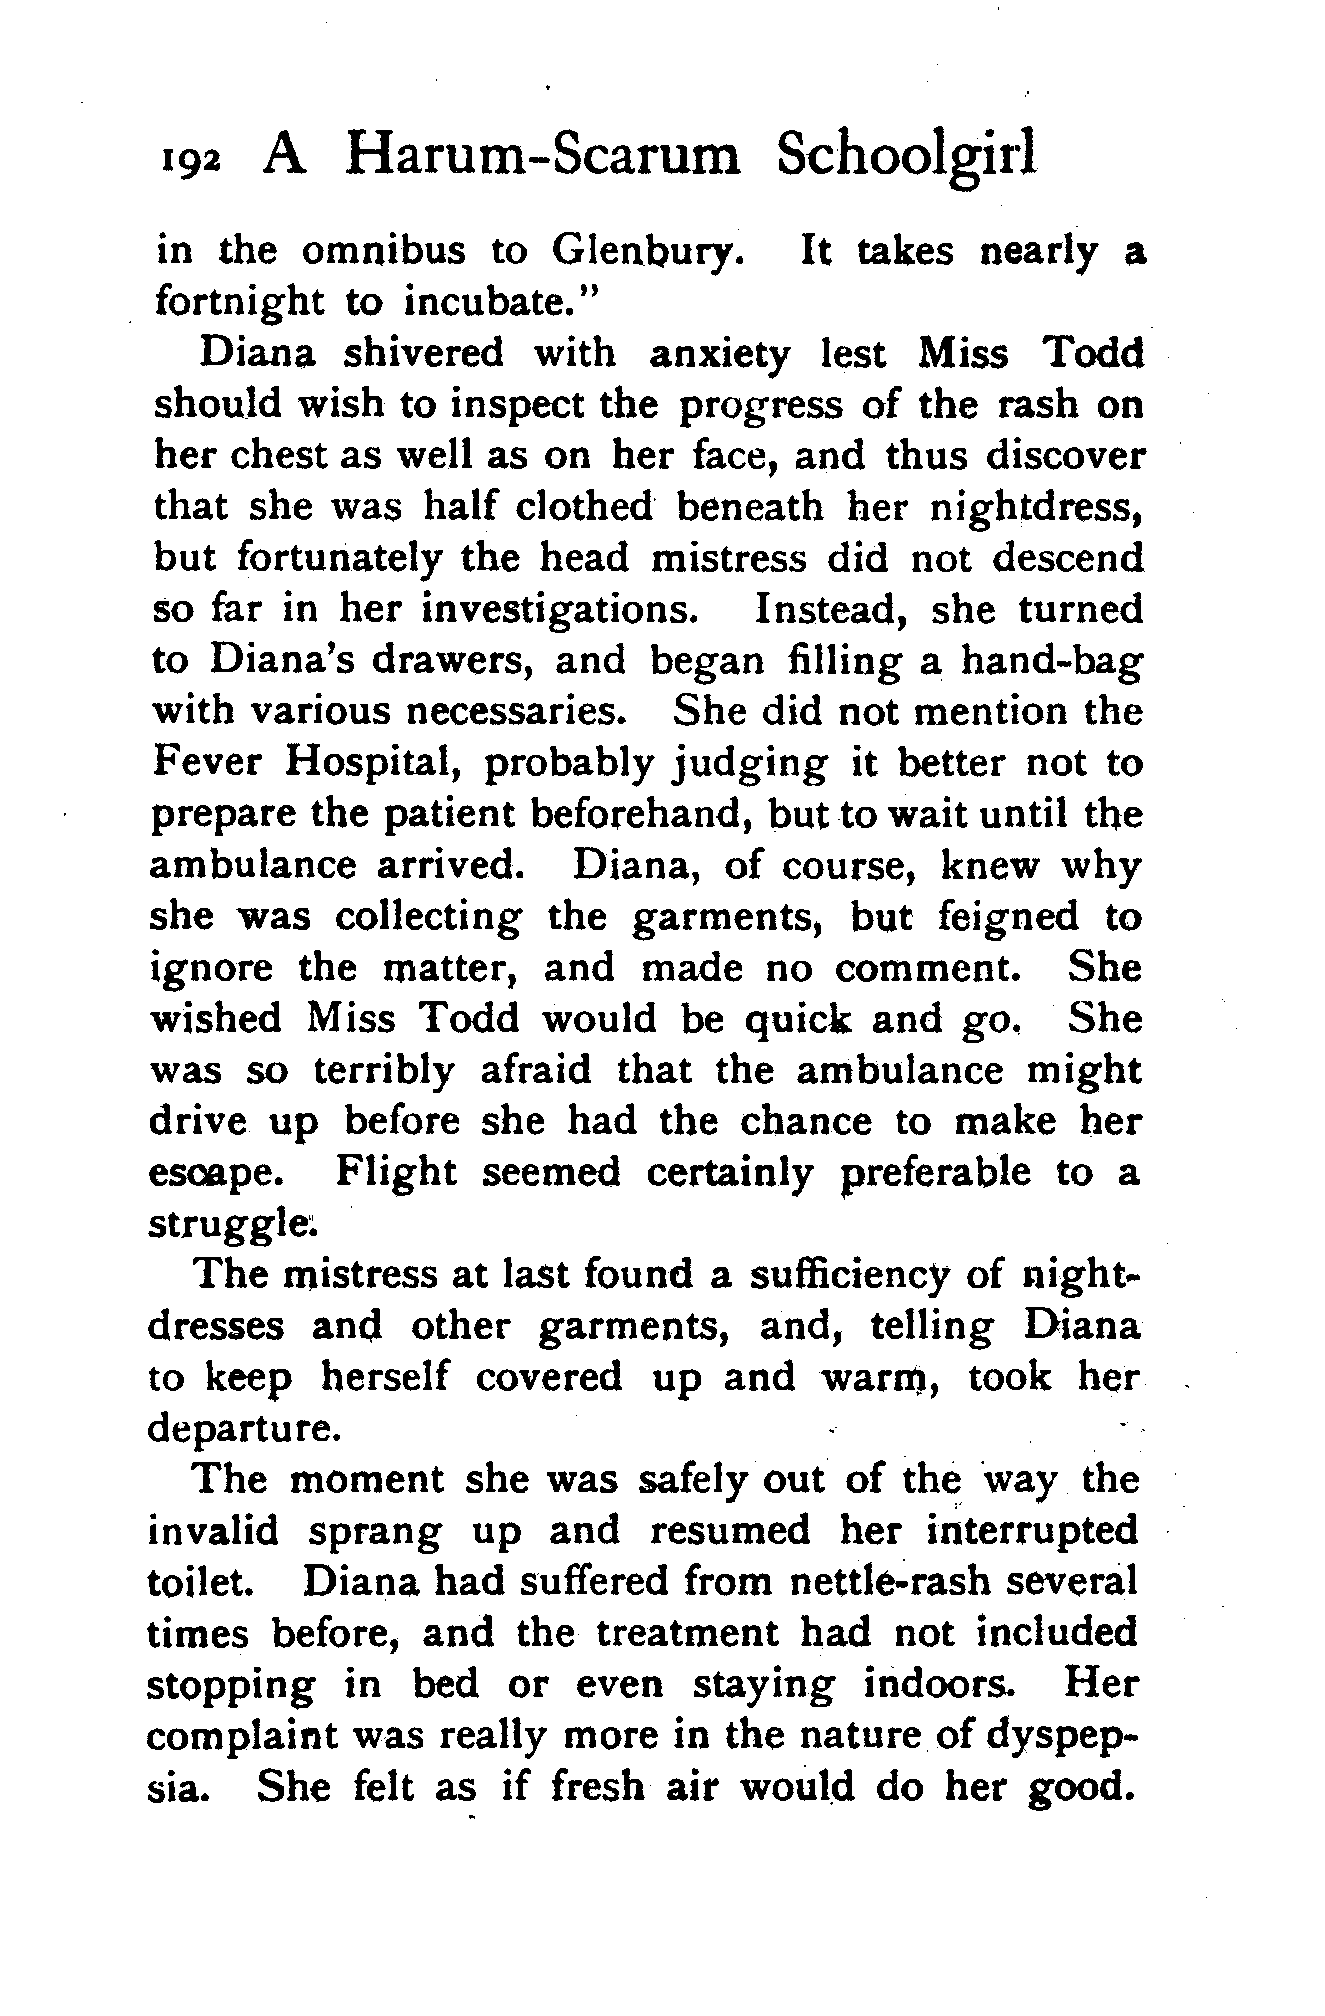 192 A Harum-Scarum Schoolgirl
in the omnibus to Glenbury. It takes nearly a
fortnight to incubate."
Diana shivered with anxiety lest Miss Todd
should wish to inspect the progress of the rash on
her chest as well as on her face, and thus discover
that she was half clothed beneath her nightdress,
but fortunately the head mistress did not descend
so far in her investigations. Instead, she turned
to Diana's drawers, and began filling a hand-bag
with various necessaries. She did not mention the
Fever Hospital, probably judging it better not to
prepare the patient beforehand, but to wait until the
ambulance arrived. Diana, of course, knew why
she was collecting the garments, but feigned to
ignore the matter, and made no comment. She
wished Miss Todd would be quick and go. She
was so terribly afraid that the ambulance might
drive up before she had the chance to make her
escape. Flight seemed certainly preferable to a
struggle.
The mistress at last found a sufficiency of night-
dresses and other garments, and, telling Diana
to keep herself covered up and warm, took her
departure.
The moment she was safely out of the way the
invalid sprang up and resumed her interrupted
toilet. Diana had suffered from nettle-rash several
times before, and the treatment had not included
stopping in bed or even staying indoors. Her
complaint was really more in the nature of dyspep-
sia. She felt as if fresh air would do her good.